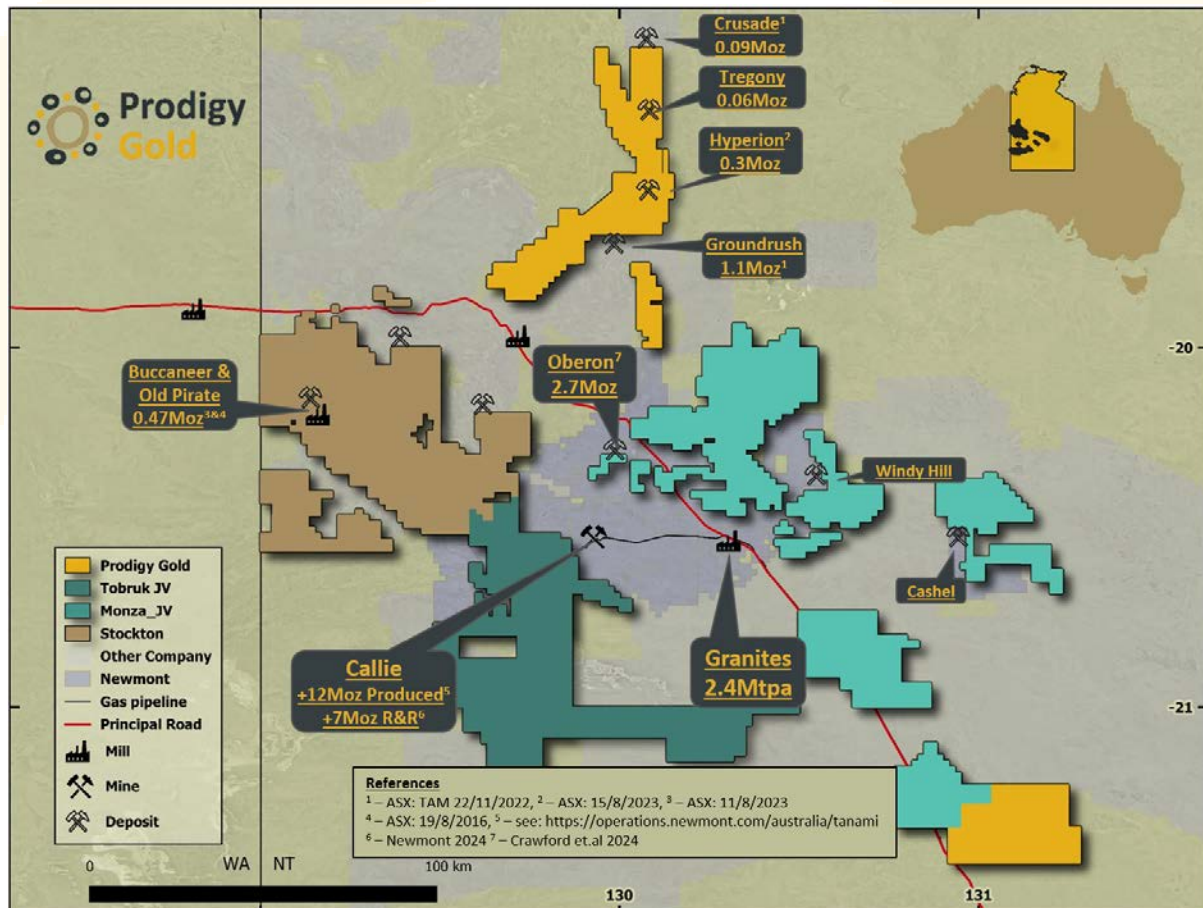 Prodigy
Gold
Crusade¹
0.09Moz
Tregony
0.06Moz
Hyperion²
0.3Moz
Groundrush
1.1Moz¹
-20
Buccaneer &
Old Pirate
0.47Moz³&⁴
Oberon⁷
2.7Moz
Windy Hill
Cashel
Callie
+12Moz Produced⁵
+7Moz R&R⁶
Granites
2.4Mtpa
-21
Prodigy Gold
Tobruk JV
Monza_JV
Stockton
Other Company
Newmont
Gas pipeline
Principal Road
Mill
Mine
Deposit
References
¹ – ASX: TAM 22/11/2022, ² – ASX: 15/8/2023, ³ – ASX: 11/8/2023
⁴ – ASX: 19/8/2016, ⁵ – see: https://operations.newmont.com/australia/tanami
⁶ – Newmont 2024 ⁷ – Crawford et.al 2024
WA NT
0 100 km
130 131